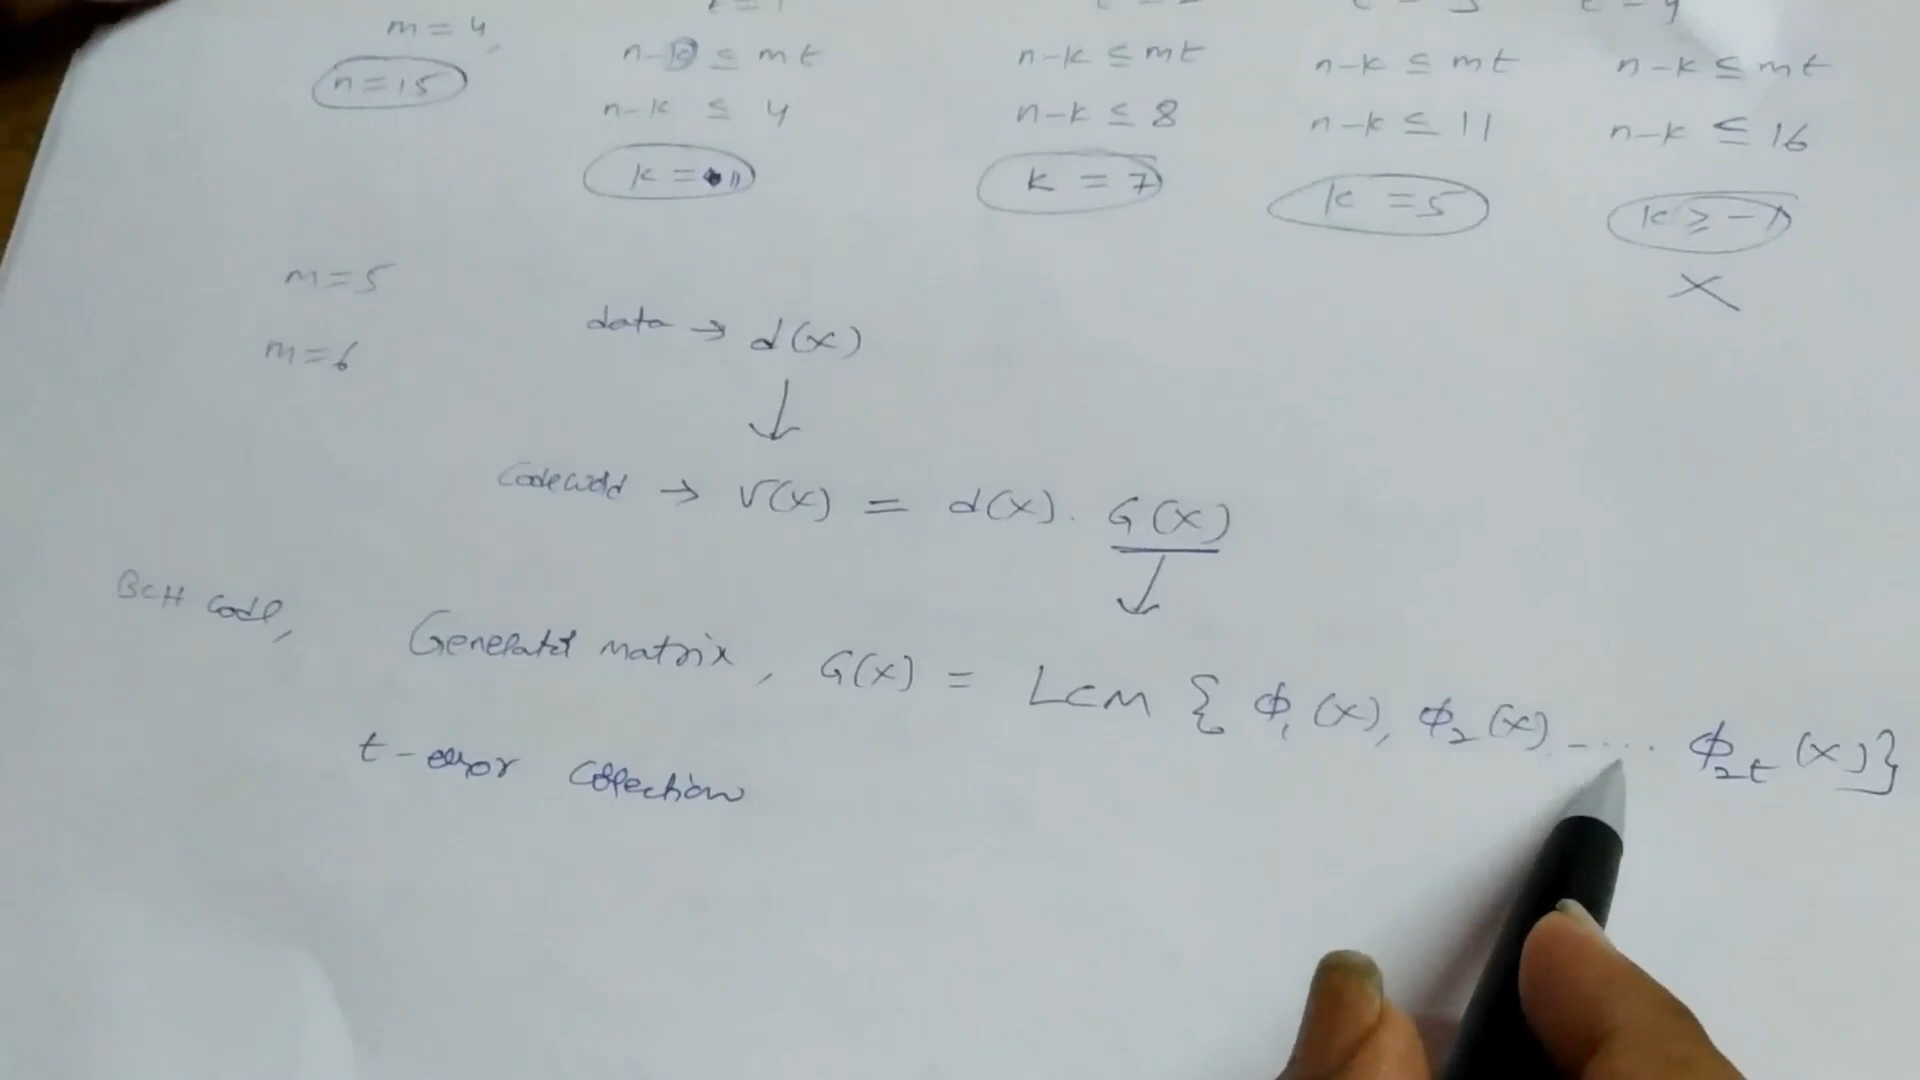 m = 4,
n = 15
n-k ≤ mt
n-k ≤ 4
k = 11
n-k ≤ mt
n-k ≤ 8
k = 7
n-k ≤ mt
n-k ≤ 11
k = 5
n-k ≤ mt
n-k ≤ 16
k ≥ -1
X
m = 5
m = 6
data → d(x)
↓
Codeword → V(x) = d(x). G(x)
↓
BCH Code,
Generator matrix, G(x) = LCM { φ₁(x), φ₂(x) ..... φ₂ₜ(x) }
t-error correction